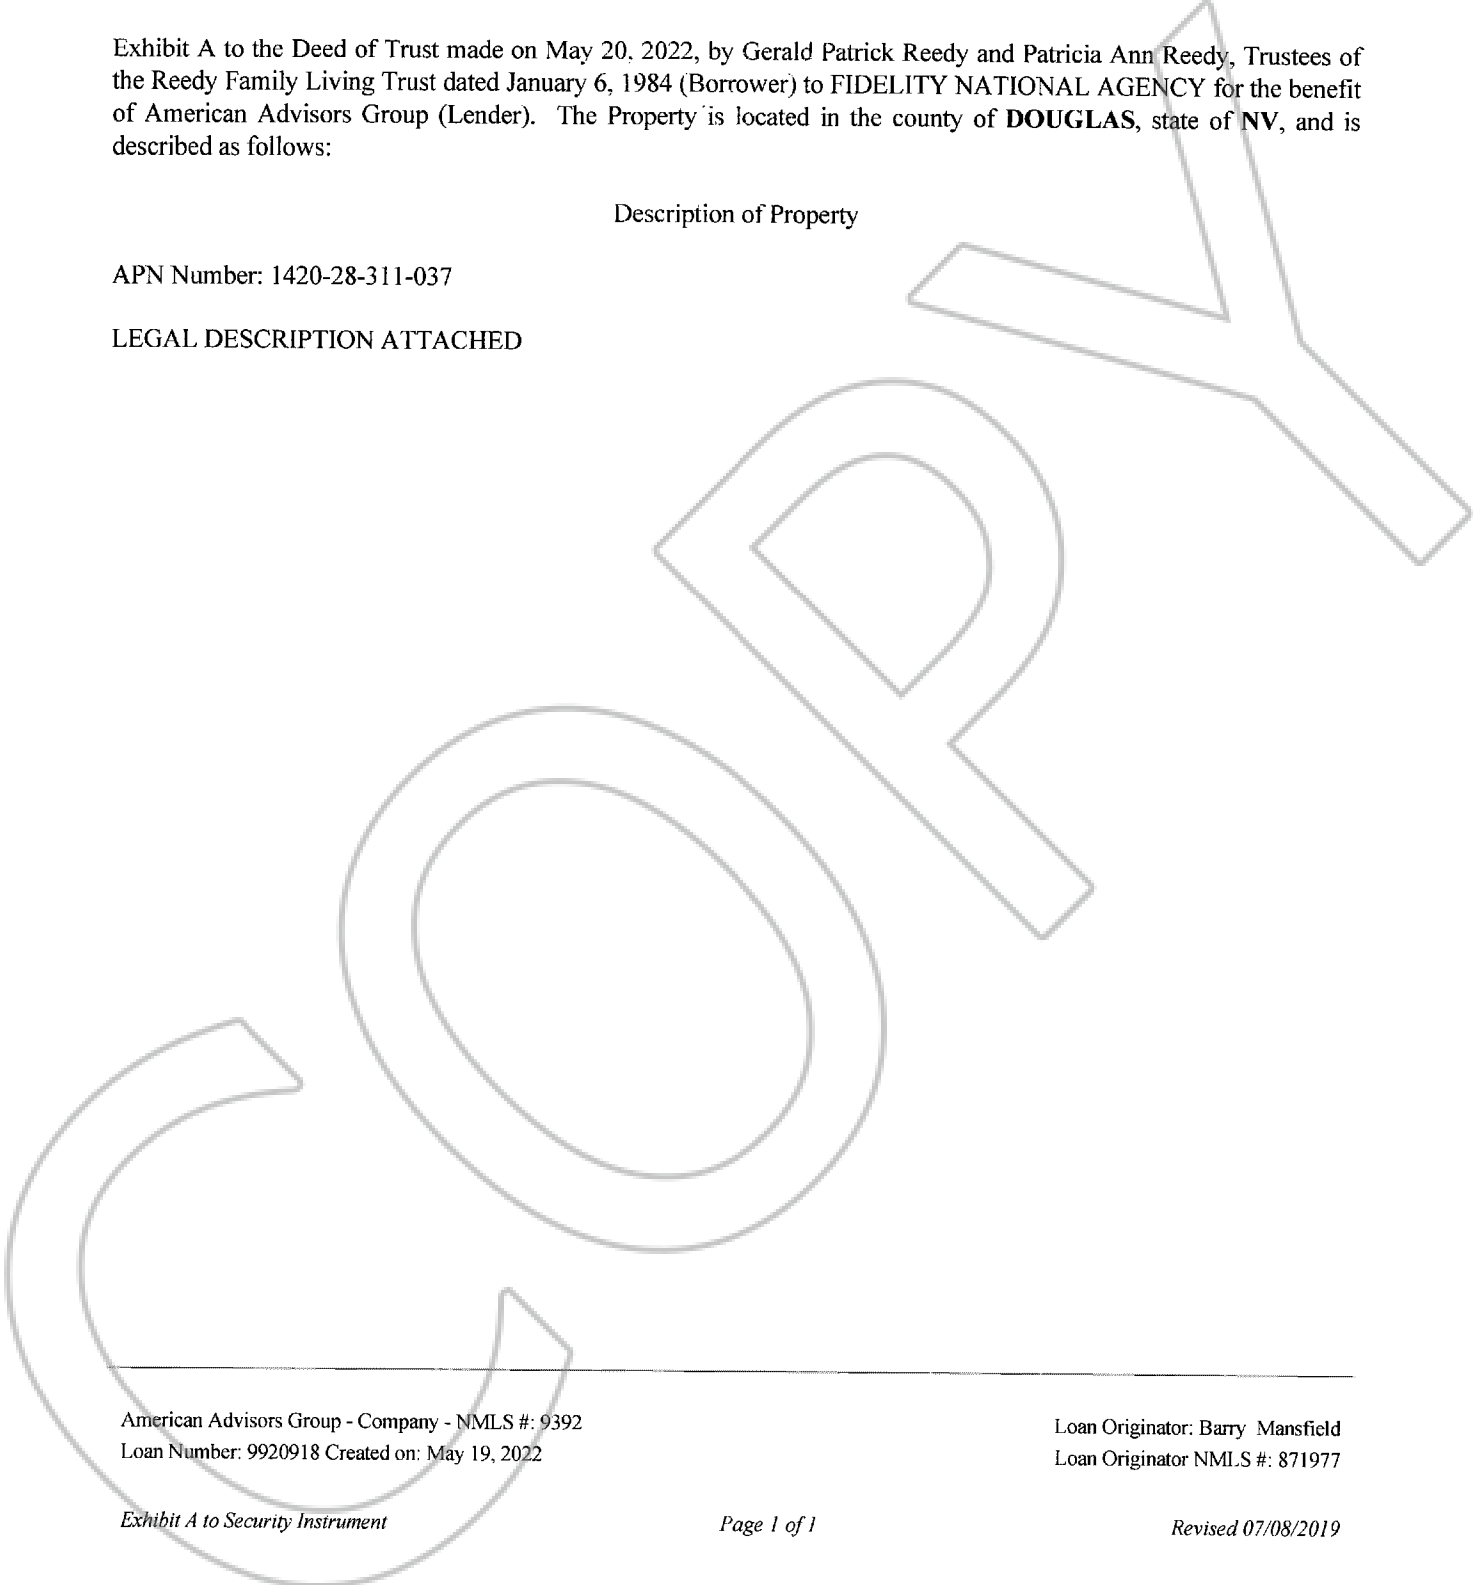 Exhibit A to the Deed of Trust made on May 20, 2022, by Gerald Patrick Reedy and Patricia Ann Reedy, Trustees of
the Reedy Family Living Trust dated January 6, 1984 (Borrower) to FIDELITY NATIONAL AGENCY for the benefit
of American Advisors Group (Lender). The Property is located in the county of DOUGLAS, state of NV, and is
described as follows:
Description of Property
APN Number: 1420-28-311-037
LEGAL DESCRIPTION ATTACHED
COPY
American Advisors Group - Company - NMLS #: 9392
Loan Originator: Barry Mansfield
Loan Number: 9920918 Created on: May 19, 2022
Loan Originator NMLS #: 871977
Exhibit A to Security Instrument
Page 1 of 1
Revised 07/08/2019